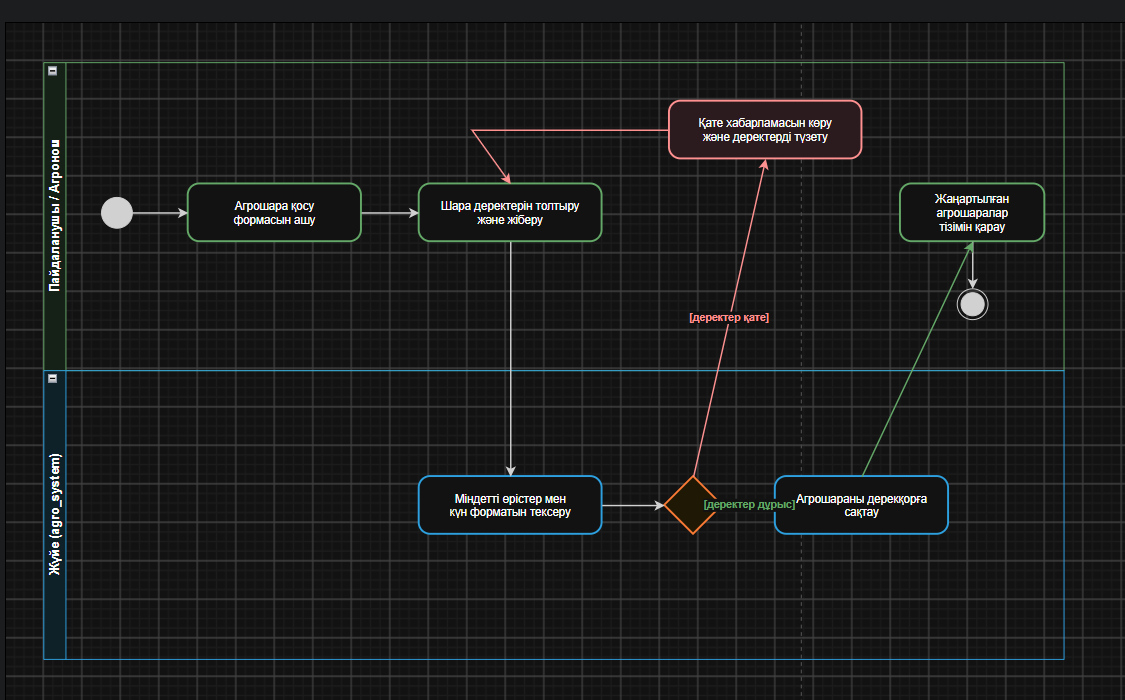 Пайдаланушы / Агроном
Қате хабарламасын көру
және деректерді түзету
Агрошара қосу
формасын ашу
Шара деректерін толтыру
және жіберу
Жаңартылған
агрошаралар
тізімін қарау
[деректер қате]
Жүйе (agro_system)
Міндетті өрістер мен
күн форматын тексеру
[деректер дұрыс]
Агрошараны дерекқорға
сақтау